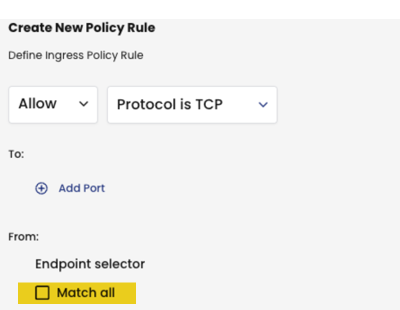 Create New Policy Rule
Define Ingress Policy Rule
Allow Protocol is TCP
To:
Add Port
From:
Endpoint selector
Match all